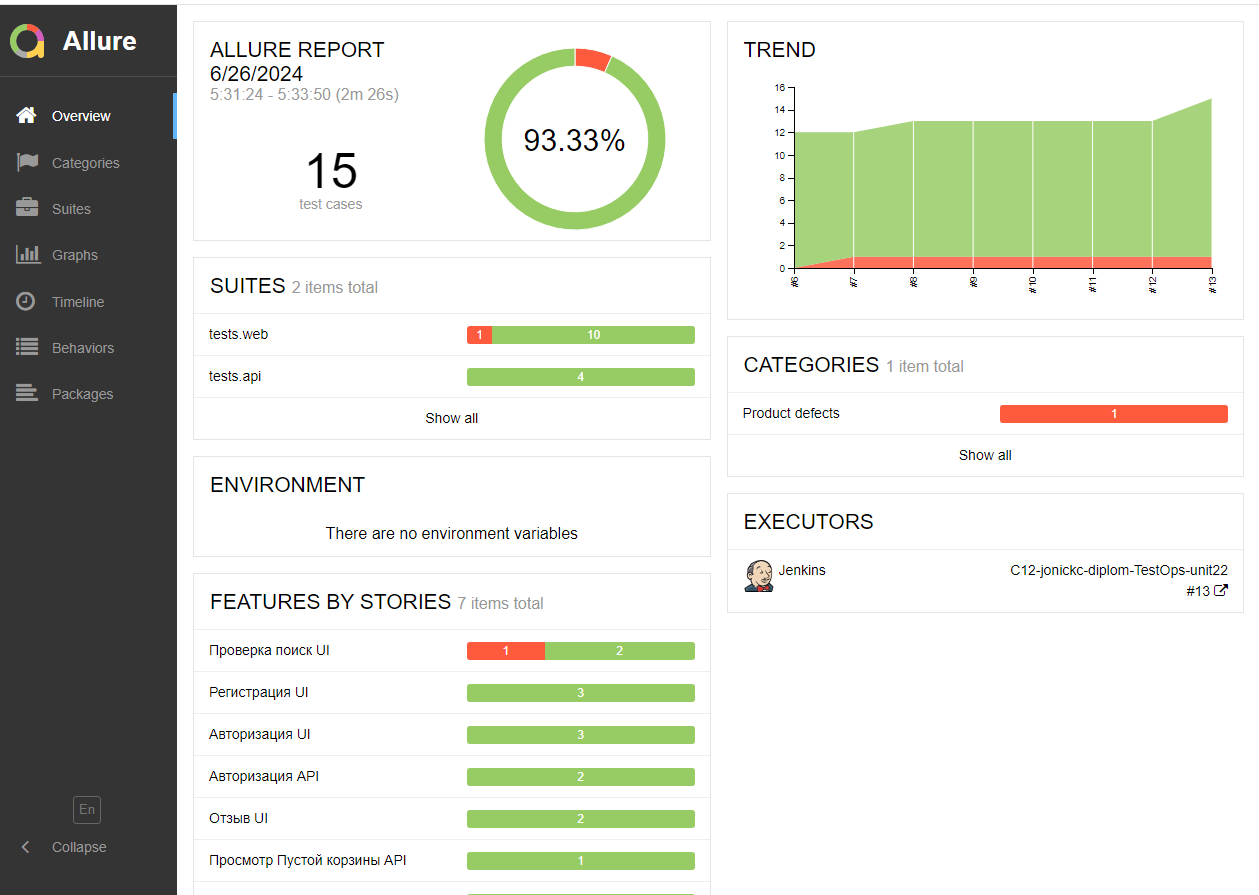 Allure
Overview
Categories
Suites
Graphs
Timeline
Behaviors
Packages
En
Collapse
ALLURE REPORT
6/26/2024
5:31:24 - 5:33:50 (2m 26s)
15
test cases
93.33%
SUITES 2 items total
tests.web 1 10
tests.api 4
Show all
ENVIRONMENT
There are no environment variables
FEATURES BY STORIES 7 items total
Проверка поиск UI 1 2
Регистрация UI 3
Авторизация UI 3
Авторизация API 2
Отзыв UI 2
Просмотр Пустой корзины API 1
TREND
16
14
12
10
8
6
4
2
0
#6 #7 #8 #9 #10 #11 #12 #13
CATEGORIES 1 item total
Product defects 1
Show all
EXECUTORS
Jenkins C12-jonickc-diplom-TestOps-unit22
#13